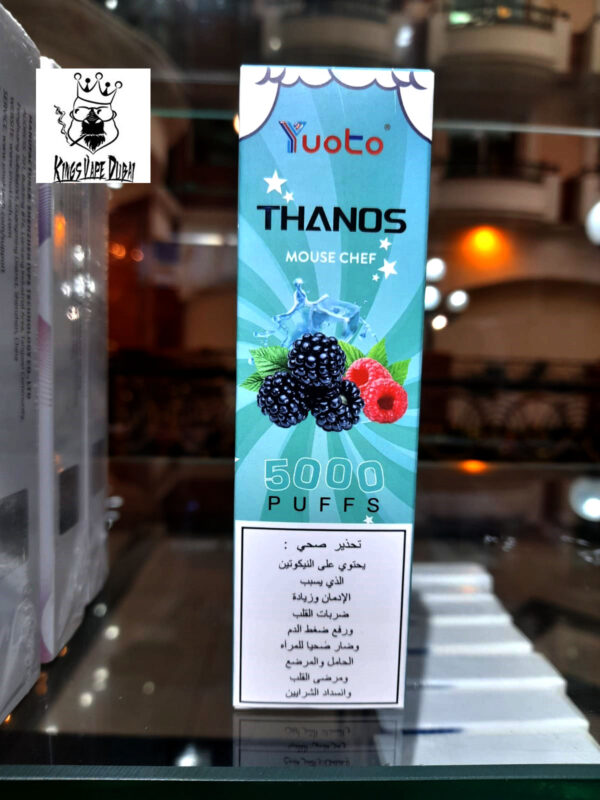 KINGS VAPE DUBAI
Yuoto®
THANOS
MOUSE CHEF
5000
PUFFS
تحذير صحي :
يحتوي على النيكوتين
الذي يسبب
الإدمان وزيادة
ضربات القلب
ورفع ضغط الدم
وضار صحيا للمرأه
الحامل والمرضع
ومرضى القلب
وانسداد الشرايين